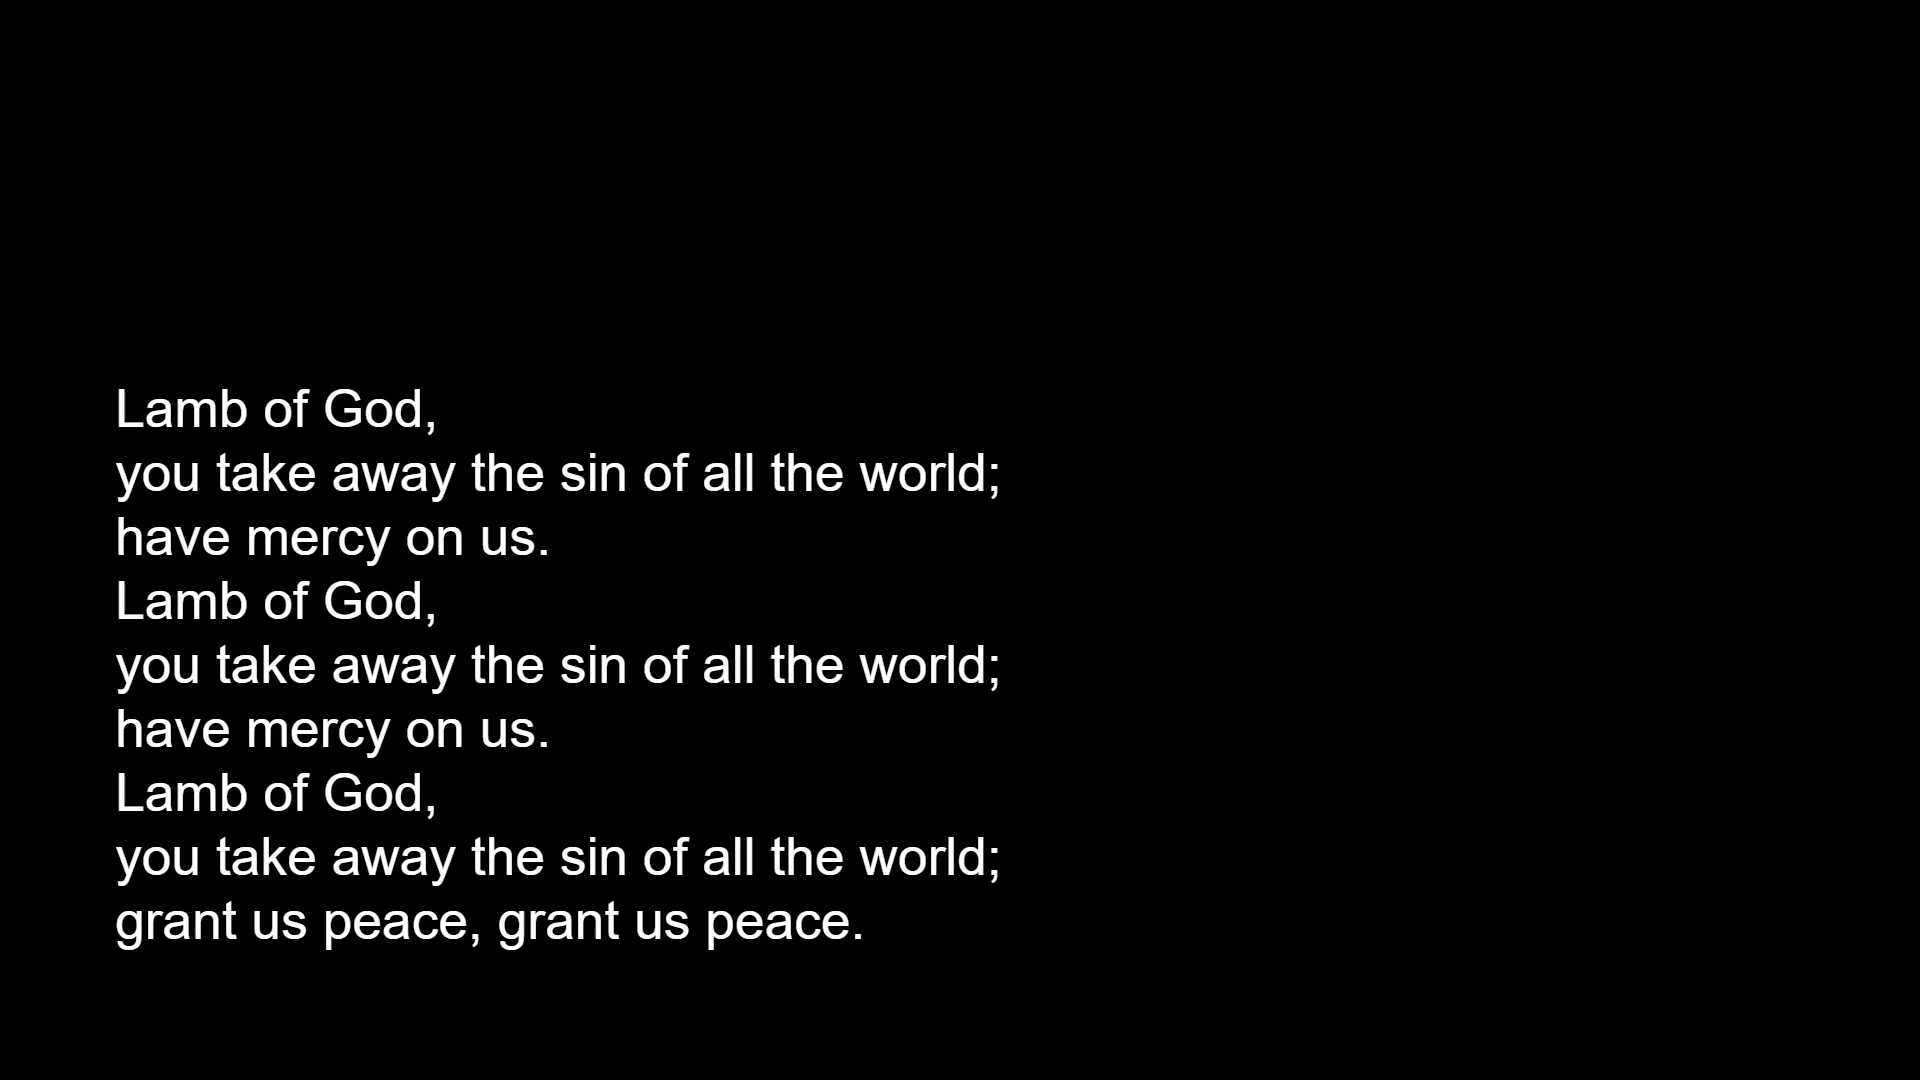 Lamb of God,
you take away the sin of all the world;
have mercy on us.
Lamb of God,
you take away the sin of all the world;
have mercy on us.
Lamb of God,
you take away the sin of all the world;
grant us peace, grant us peace.